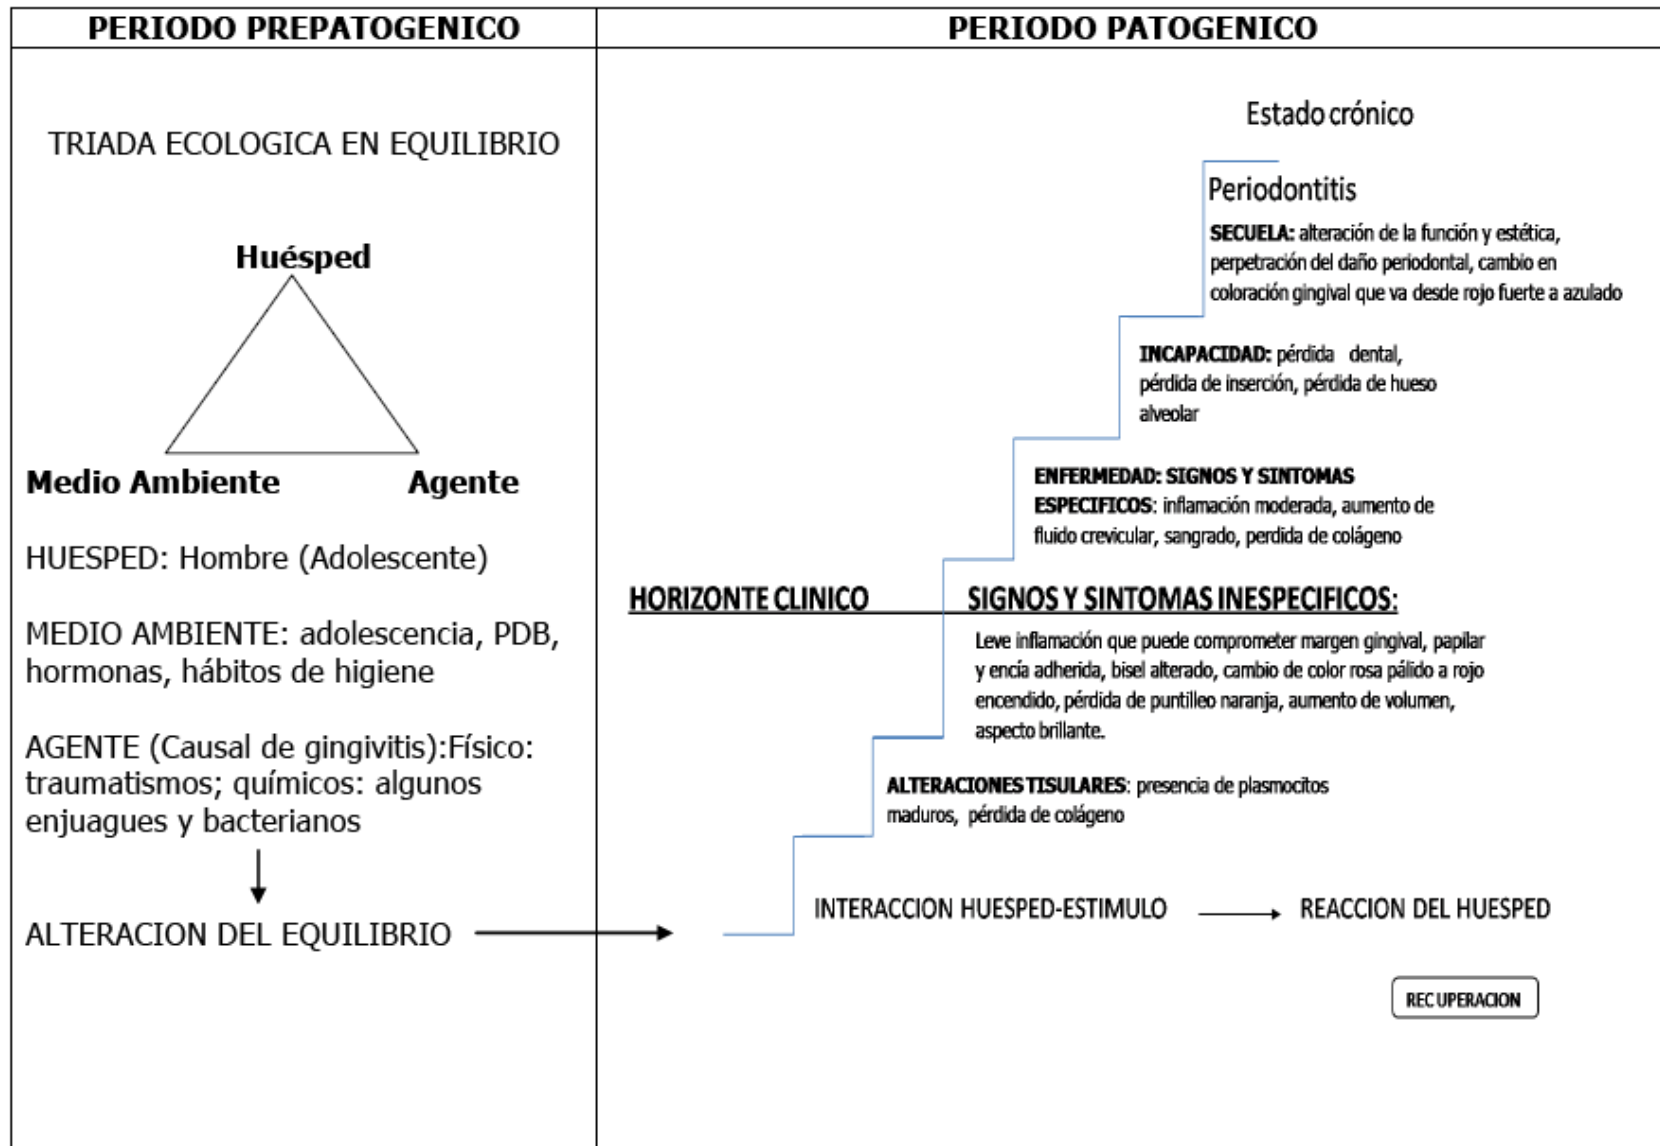 PERIODO PREPATOGENICO
PERIODO PATOGENICO
TRIADA ECOLOGICA EN EQUILIBRIO
Huésped
Medio Ambiente
Agente
HUESPED: Hombre (Adolescente)
MEDIO AMBIENTE: adolescencia, PDB,
hormonas, hábitos de higiene
AGENTE (Causal de gingivitis):Físico:
traumatismos; químicos: algunos
enjuagues y bacterianos
ALTERACION DEL EQUILIBRIO
Estado crónico
Periodontitis
SECUELA: alteración de la función y estética,
perpetración del daño periodontal, cambio en
coloración gingival que va desde rojo fuerte a azulado
INCAPACIDAD: pérdida dental,
pérdida de inserción, pérdida de hueso
alveolar
ENFERMEDAD: SIGNOS Y SINTOMAS
ESPECIFICOS: inflamación moderada, aumento de
fluido crevicular, sangrado, perdida de colágeno
HORIZONTE CLINICO
SIGNOS Y SINTOMAS INESPECIFICOS:
Leve inflamación que puede comprometer margen gingival, papilar
y encía adherida, bisel alterado, cambio de color rosa pálido a rojo
encendido, pérdida de puntilleo naranja, aumento de volumen,
aspecto brillante.
ALTERACIONES TISULARES: presencia de plasmocitos
maduros, pérdida de colágeno
INTERACCION HUESPED-ESTIMULO
REACCION DEL HUESPED
RECUPERACION